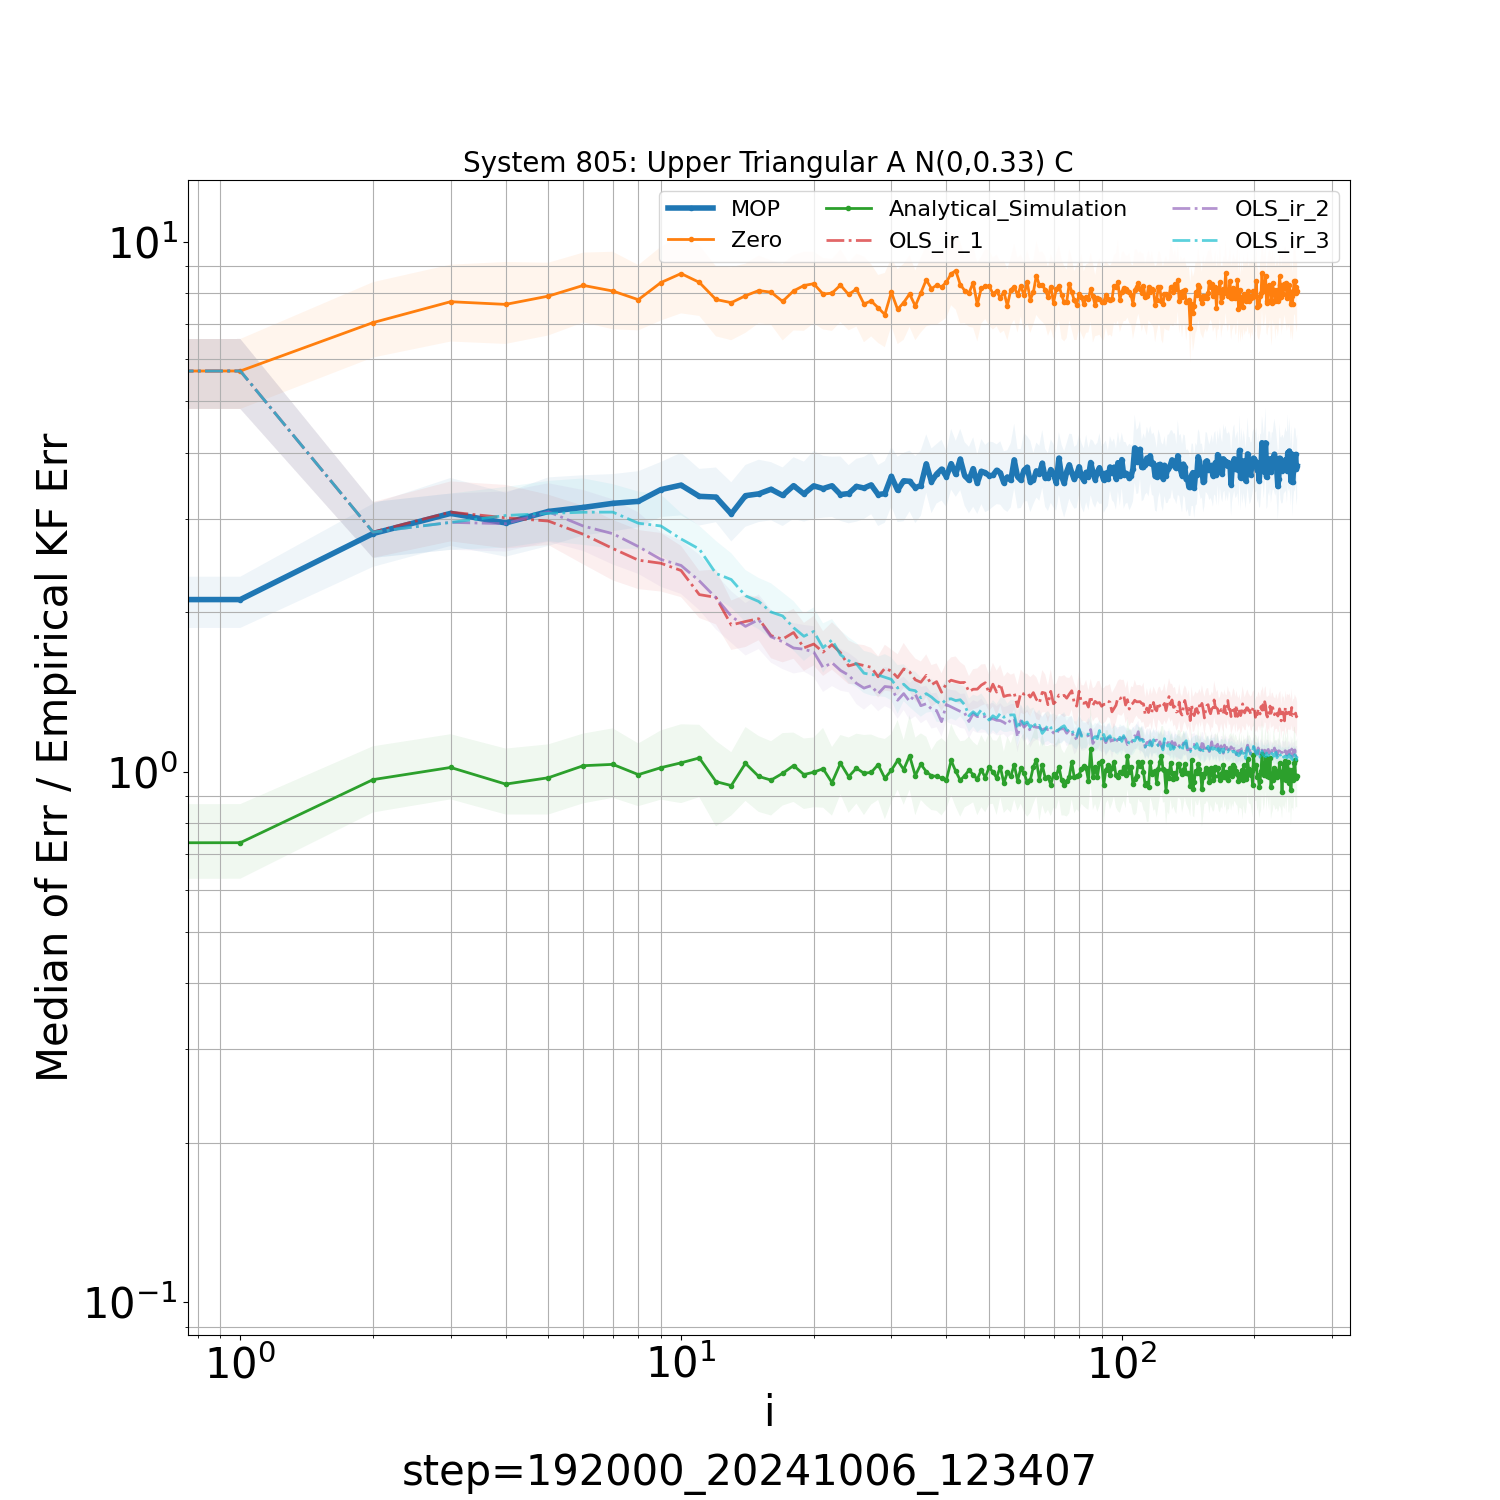 System 805: Upper Triangular A N(0,0.33) C
MOP
Zero
Analytical_Simulation
OLS_ir_1
OLS_ir_2
OLS_ir_3
Median of Err / Empirical KF Err
10¹
10⁰
10⁻¹
10⁰ 10¹ 10²
i
step=192000_20241006_123407